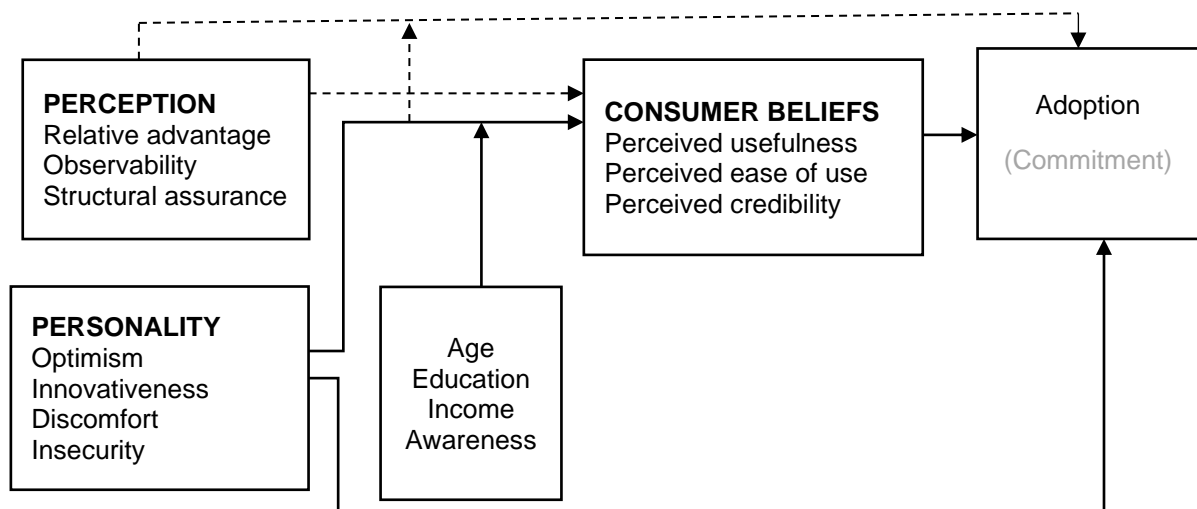 PERCEPTION
Relative advantage
Observability
Structural assurance
CONSUMER BELIEFS
Perceived usefulness
Perceived ease of use
Perceived credibility
Adoption
(Commitment)
PERSONALITY
Optimism
Innovativeness
Discomfort
Insecurity
Age
Education
Income
Awareness